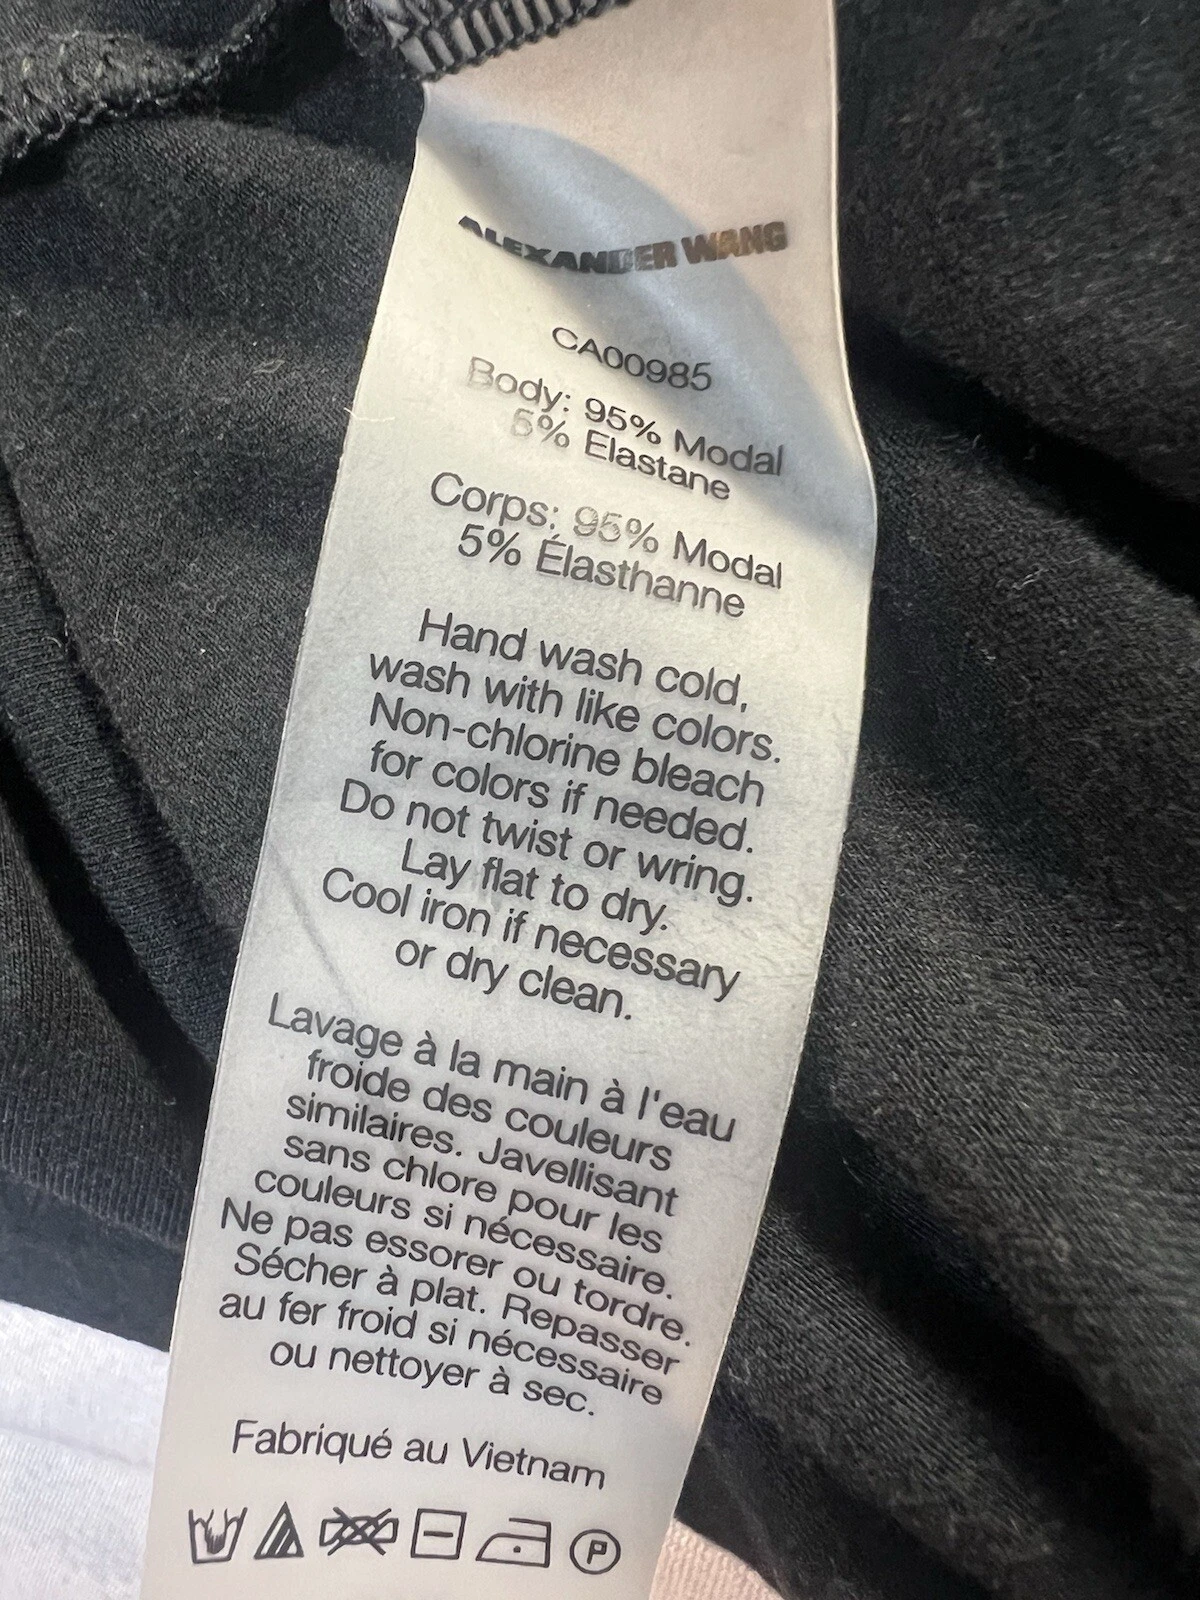 ALEXANDER WANG
CA00985
Body: 95% Modal
5% Elastane
Corps: 95% Modal
5% Élasthanne
Hand wash cold,
wash with like colors.
Non-chlorine bleach
for colors if needed.
Do not twist or wring.
Lay flat to dry.
Cool iron if necessary
or dry clean.
Lavage à la main à l'eau
froide des couleurs
similaires. Javellisant
sans chlore pour les
couleurs si nécessaire.
Ne pas essorer ou tordre.
Sécher à plat. Repasser
au fer froid si nécessaire
ou nettoyer à sec.
Fabriqué au Vietnam
P